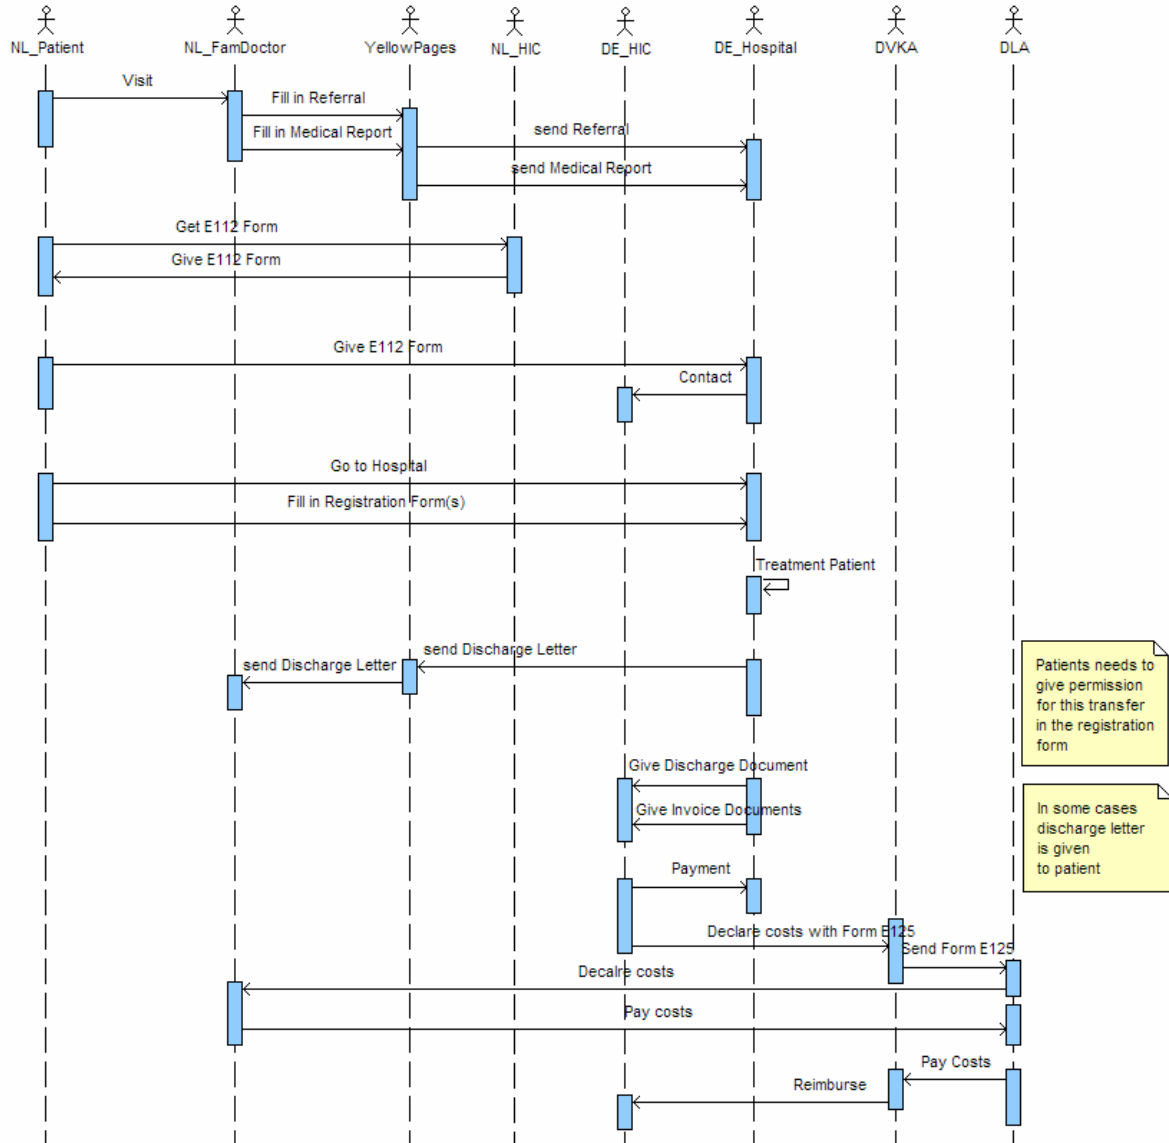 NL_Patient
NL_FamDoctor
YellowPages
NL_HIC
DE_HIC
DE_Hospital
DVKA
DLA
Visit
Fill in Referral
Fill in Medical Report
send Referral
send Medical Report
Get E112 Form
Give E112 Form
Give E112 Form
Contact
Go to Hospital
Fill in Registration Form(s)
Treatment Patient
send Discharge Letter
send Discharge Letter
Patients needs to
give permission
for this transfer
in the registration
form
Give Discharge Document
Give Invoice Documents
In some cases
discharge letter
is given
to patient
Payment
Declare costs with Form E125
Send Form E125
Decalre costs
Pay costs
Pay Costs
Reimburse